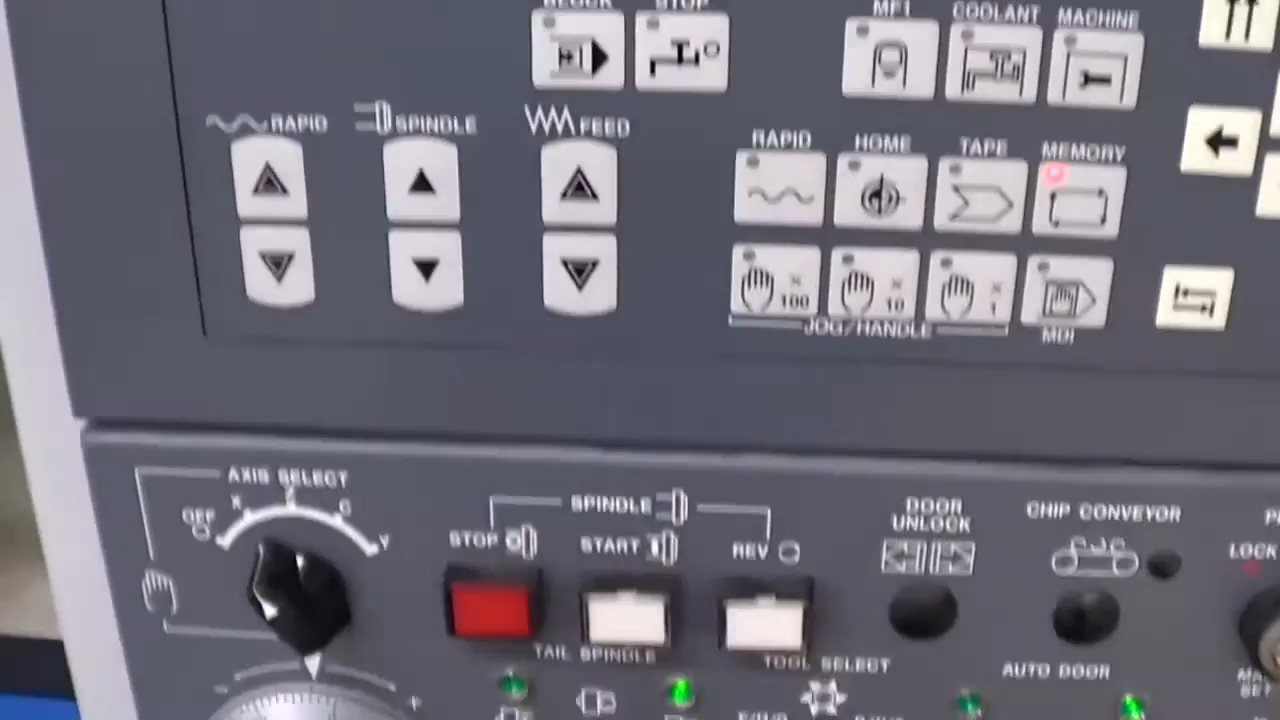 BLOCK STOP
MF1 COOLANT MACHINE
RAPID SPINDLE FEED
RAPID HOME TAPE MEMORY
× 100 × 10 × 1
JOG/HANDLE MDI
AXIS SELECT
OFF X Z C Y
SPINDLE
STOP START REV
DOOR UNLOCK
CHIP CONVEYOR
LOCK
TAIL SPINDLE
TOOL SELECT
AUTO DOOR
- +